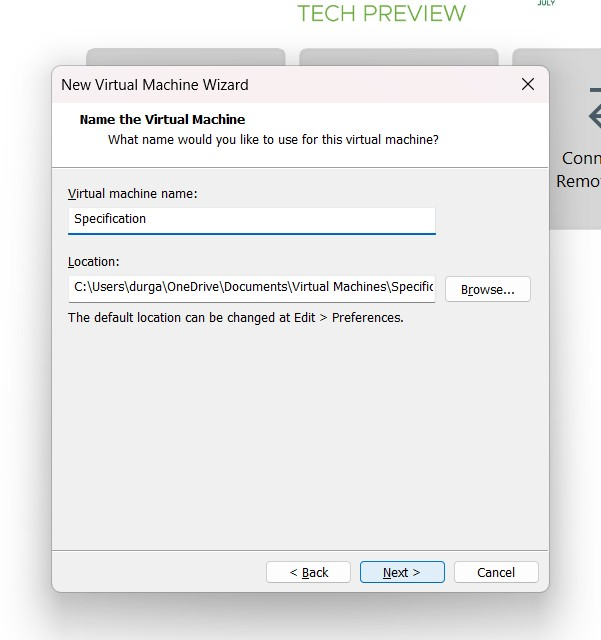 JULY
TECH PREVIEW
New Virtual Machine Wizard
Name the Virtual Machine
What name would you like to use for this virtual machine?
Virtual machine name:
Specification
Location:
C:\Users\durga\OneDrive\Documents\Virtual Machines\Specific
Browse...
The default location can be changed at Edit > Preferences.
< Back
Next >
Cancel
Conn
Remo